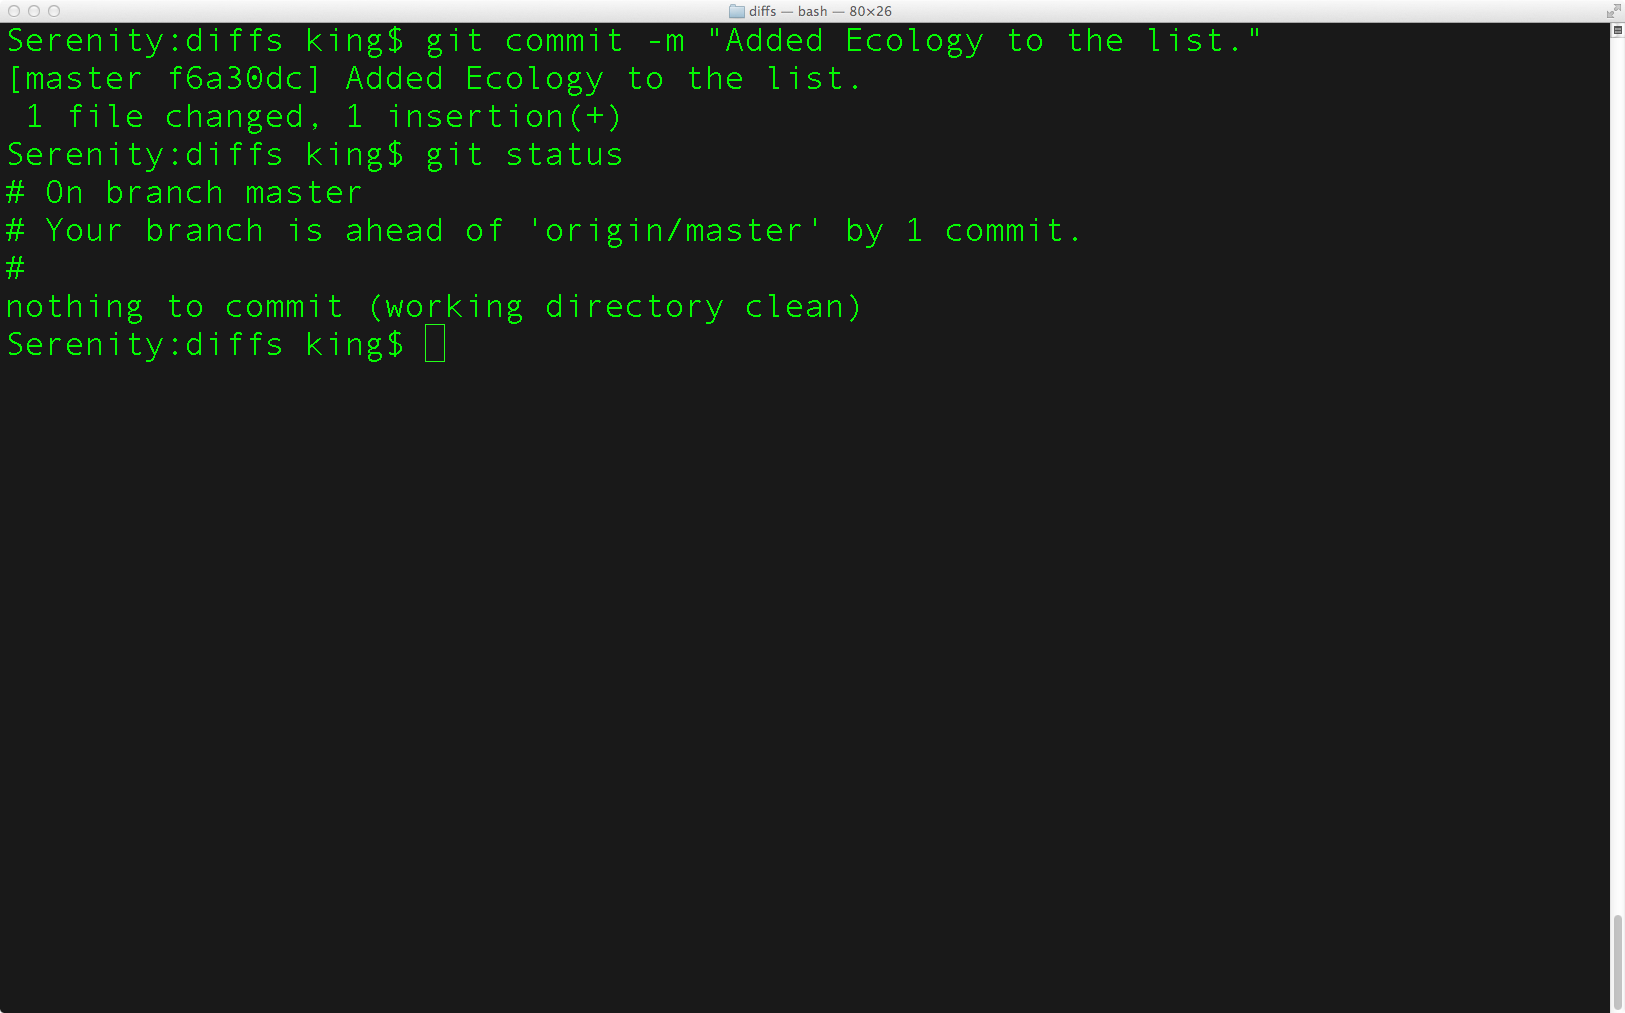 diffs — bash — 80×26
Serenity:diffs king$ git commit -m "Added Ecology to the list."
[master f6a30dc] Added Ecology to the list.
 1 file changed, 1 insertion(+)
Serenity:diffs king$ git status
# On branch master
# Your branch is ahead of 'origin/master' by 1 commit.
#
nothing to commit (working directory clean)
Serenity:diffs king$